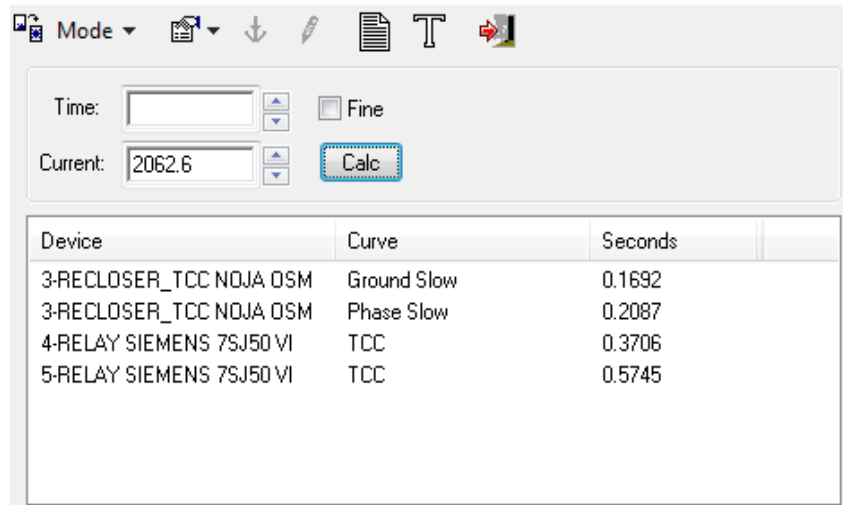 Mode
Time: Fine
Current: 2062.6 Calc
Device Curve Seconds
3-RECLOSER_TCC NOJA OSM Ground Slow 0.1692
3-RECLOSER_TCC NOJA OSM Phase Slow 0.2087
4-RELAY SIEMENS 7SJ50 VI TCC 0.3706
5-RELAY SIEMENS 7SJ50 VI TCC 0.5745